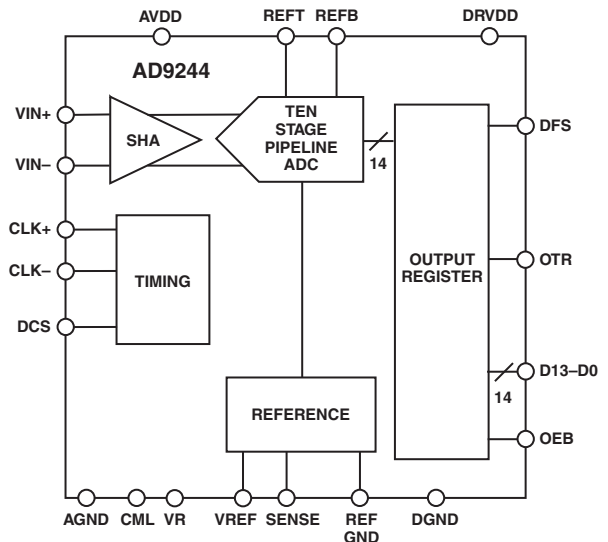 AVDD REFT REFB DRVDD
AD9244
VIN+
VIN–
SHA
TEN
STAGE
PIPELINE
ADC
14
DFS
CLK+
CLK–
DCS
TIMING
OUTPUT
REGISTER
OTR
D13–D0
14
OEB
REFERENCE
AGND CML VR VREF SENSE REF
GND DGND